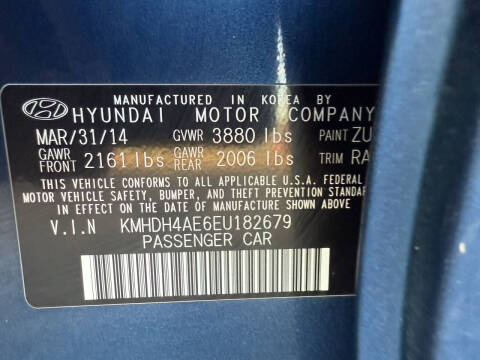 MANUFACTURED IN KOREA BY
HYUNDAI MOTOR COMPANY
MAR/31/14 GVWR 3880 lbs PAINT ZU
GAWR FRONT 2161 lbs GAWR REAR 2006 lbs TRIM RA
THIS VEHICLE CONFORMS TO ALL APPLICABLE U.S.A. FEDERAL
MOTOR VEHICLE SAFETY, BUMPER, AND THEFT PREVENTION STANDA
IN EFFECT ON THE DATE OF MANUFACTURE SHOWN ABOVE
V.I.N KMHDH4AE6EU182679
PASSENGER CAR